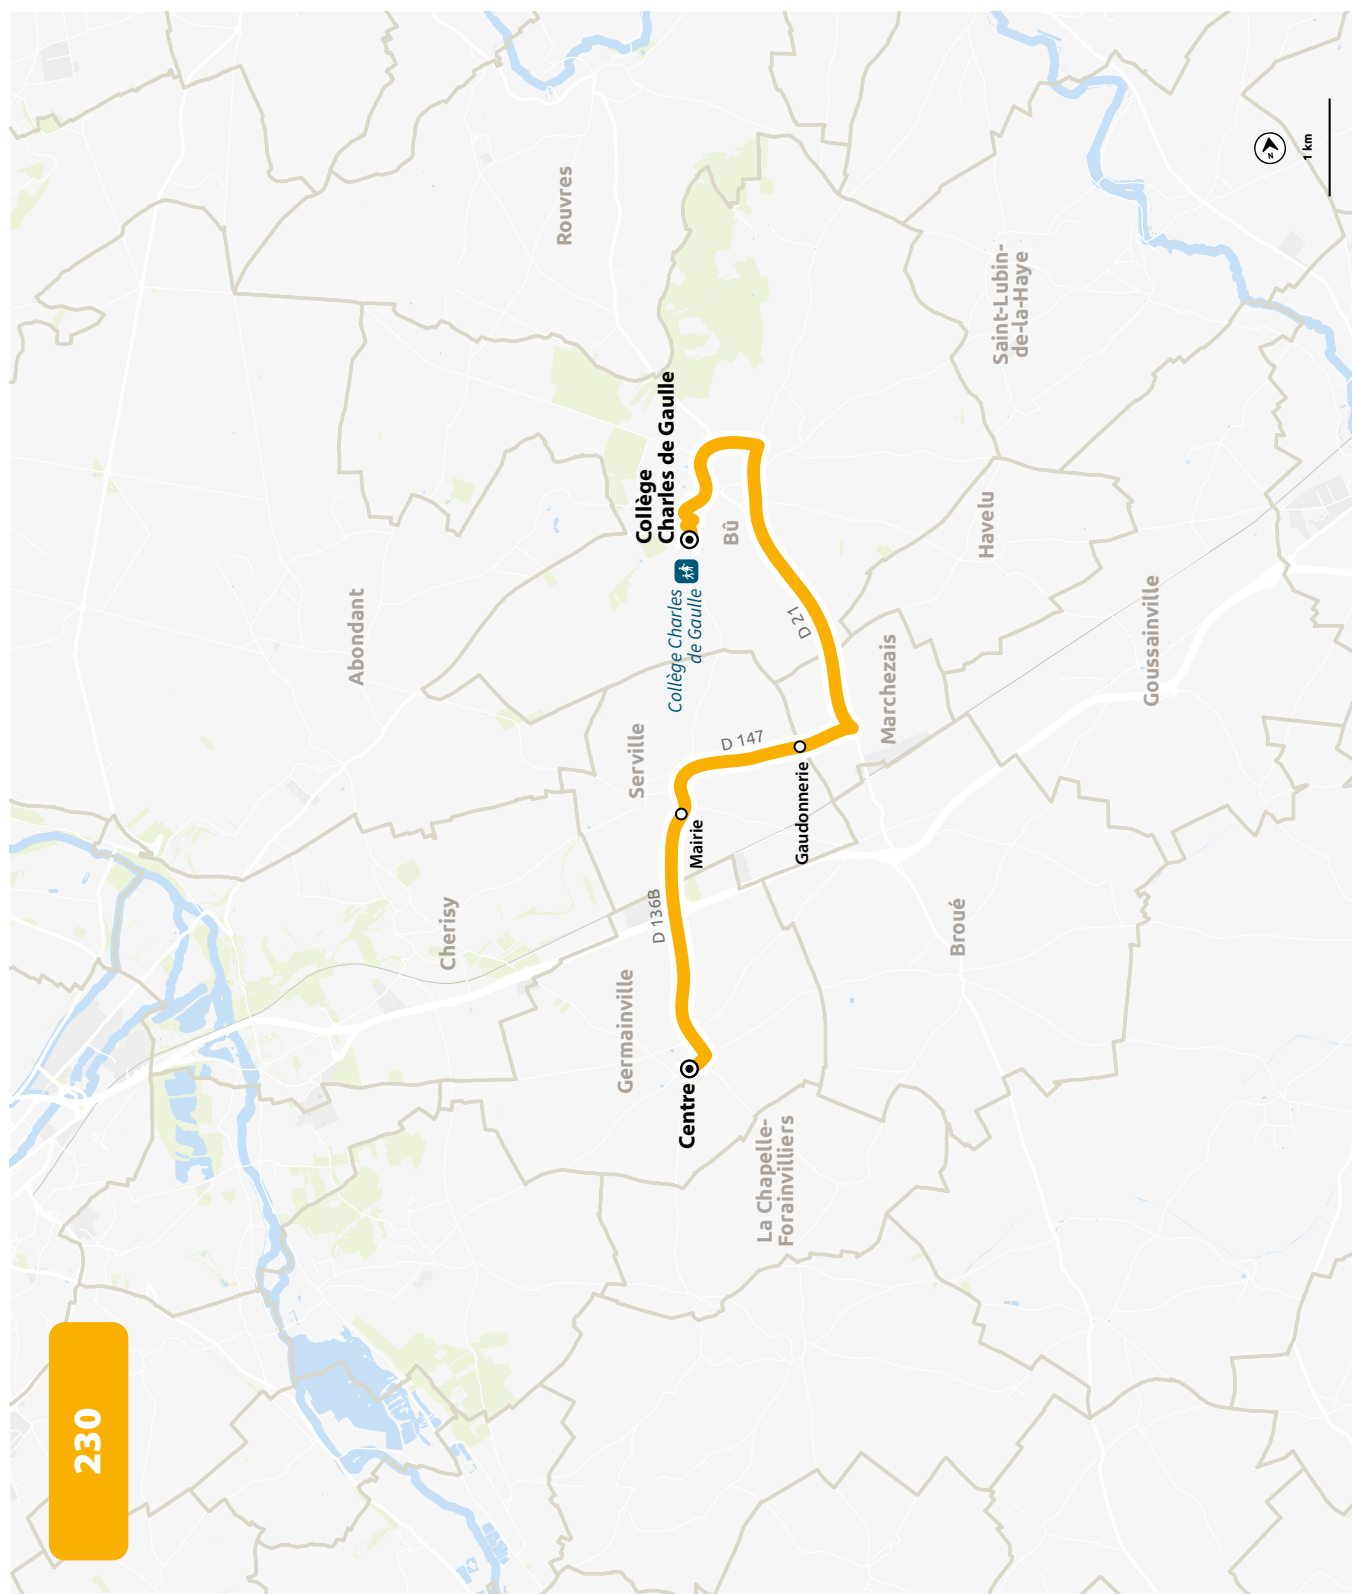 230
Abondant
Cherisy
Rouvres
Germainville
Serville
Collège
Charles de Gaulle
Collège Charles
de Gaulle
D 136B
Centre
Mairie
Bû
D 147
La Chapelle-
Forainvilliers
D 21
Gaudonnerie
Marchezais
Broué
Havelu
Saint-Lubin-
de-la-Haye
Goussainville
N
1 km